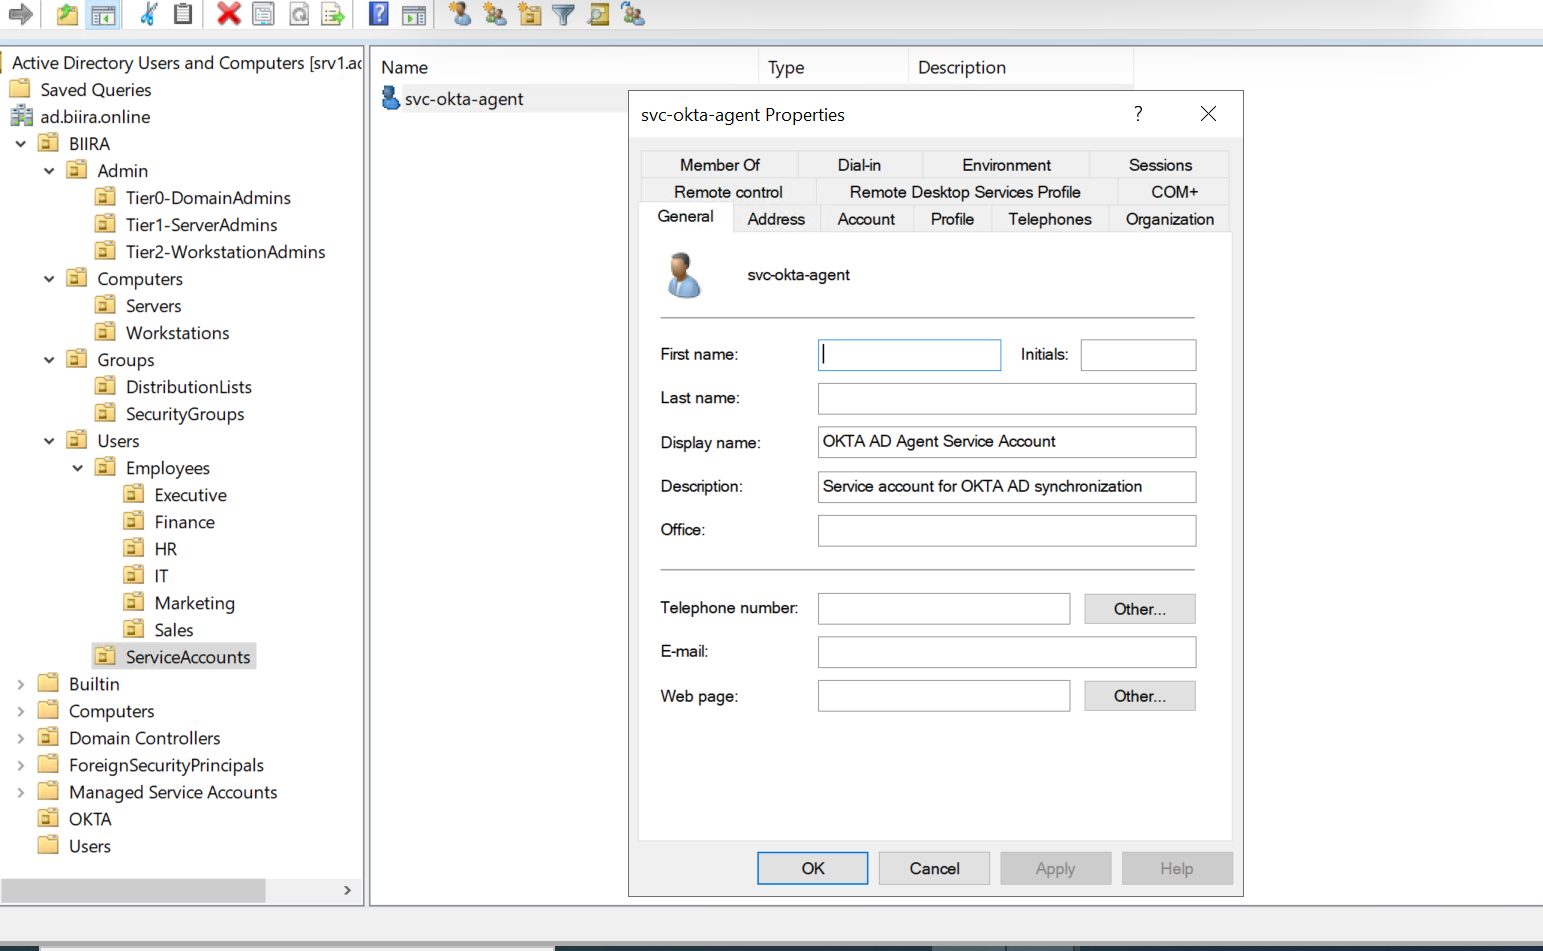 Active Directory Users and Computers [srv1.ac
Saved Queries
ad.biira.online
BIIRA
Admin
Tier0-DomainAdmins
Tier1-ServerAdmins
Tier2-WorkstationAdmins
Computers
Servers
Workstations
Groups
DistributionLists
SecurityGroups
Users
Employees
Executive
Finance
HR
IT
Marketing
Sales
ServiceAccounts
Builtin
Computers
Domain Controllers
ForeignSecurityPrincipals
Managed Service Accounts
OKTA
Users
Name Type Description
svc-okta-agent
svc-okta-agent Properties ?
Member Of Dial-in Environment Sessions
Remote control Remote Desktop Services Profile COM+
General Address Account Profile Telephones Organization
svc-okta-agent
First name: Initials:
Last name:
Display name: OKTA AD Agent Service Account
Description: Service account for OKTA AD synchronization
Office:
Telephone number: Other...
E-mail:
Web page: Other...
OK Cancel Apply Help